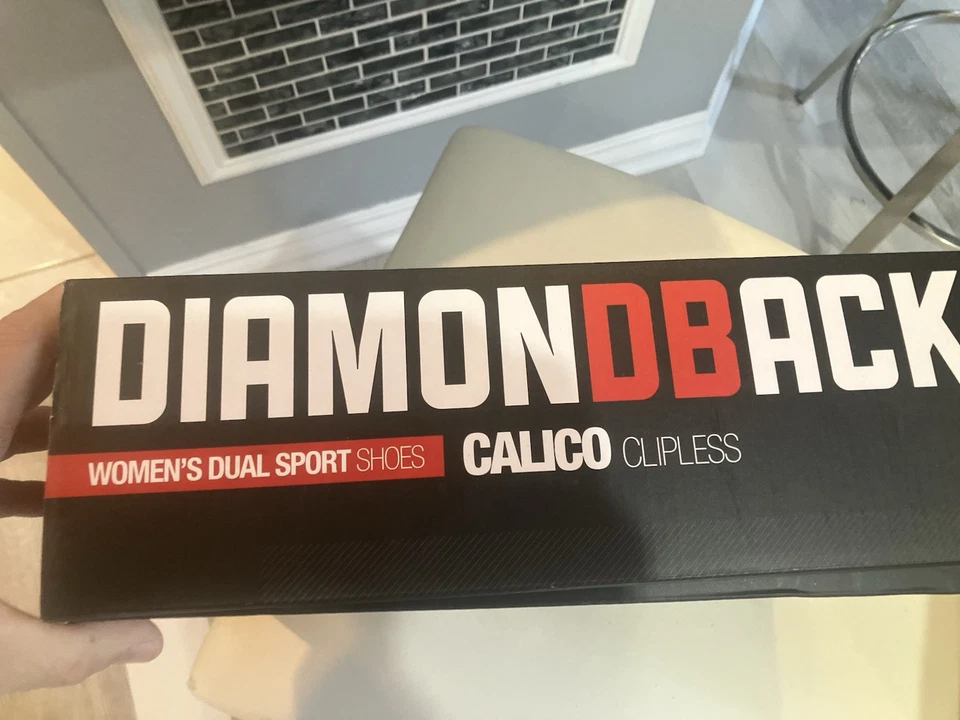 DIAMONDBACK
WOMEN'S DUAL SPORT SHOES CALICO CLIPLESS